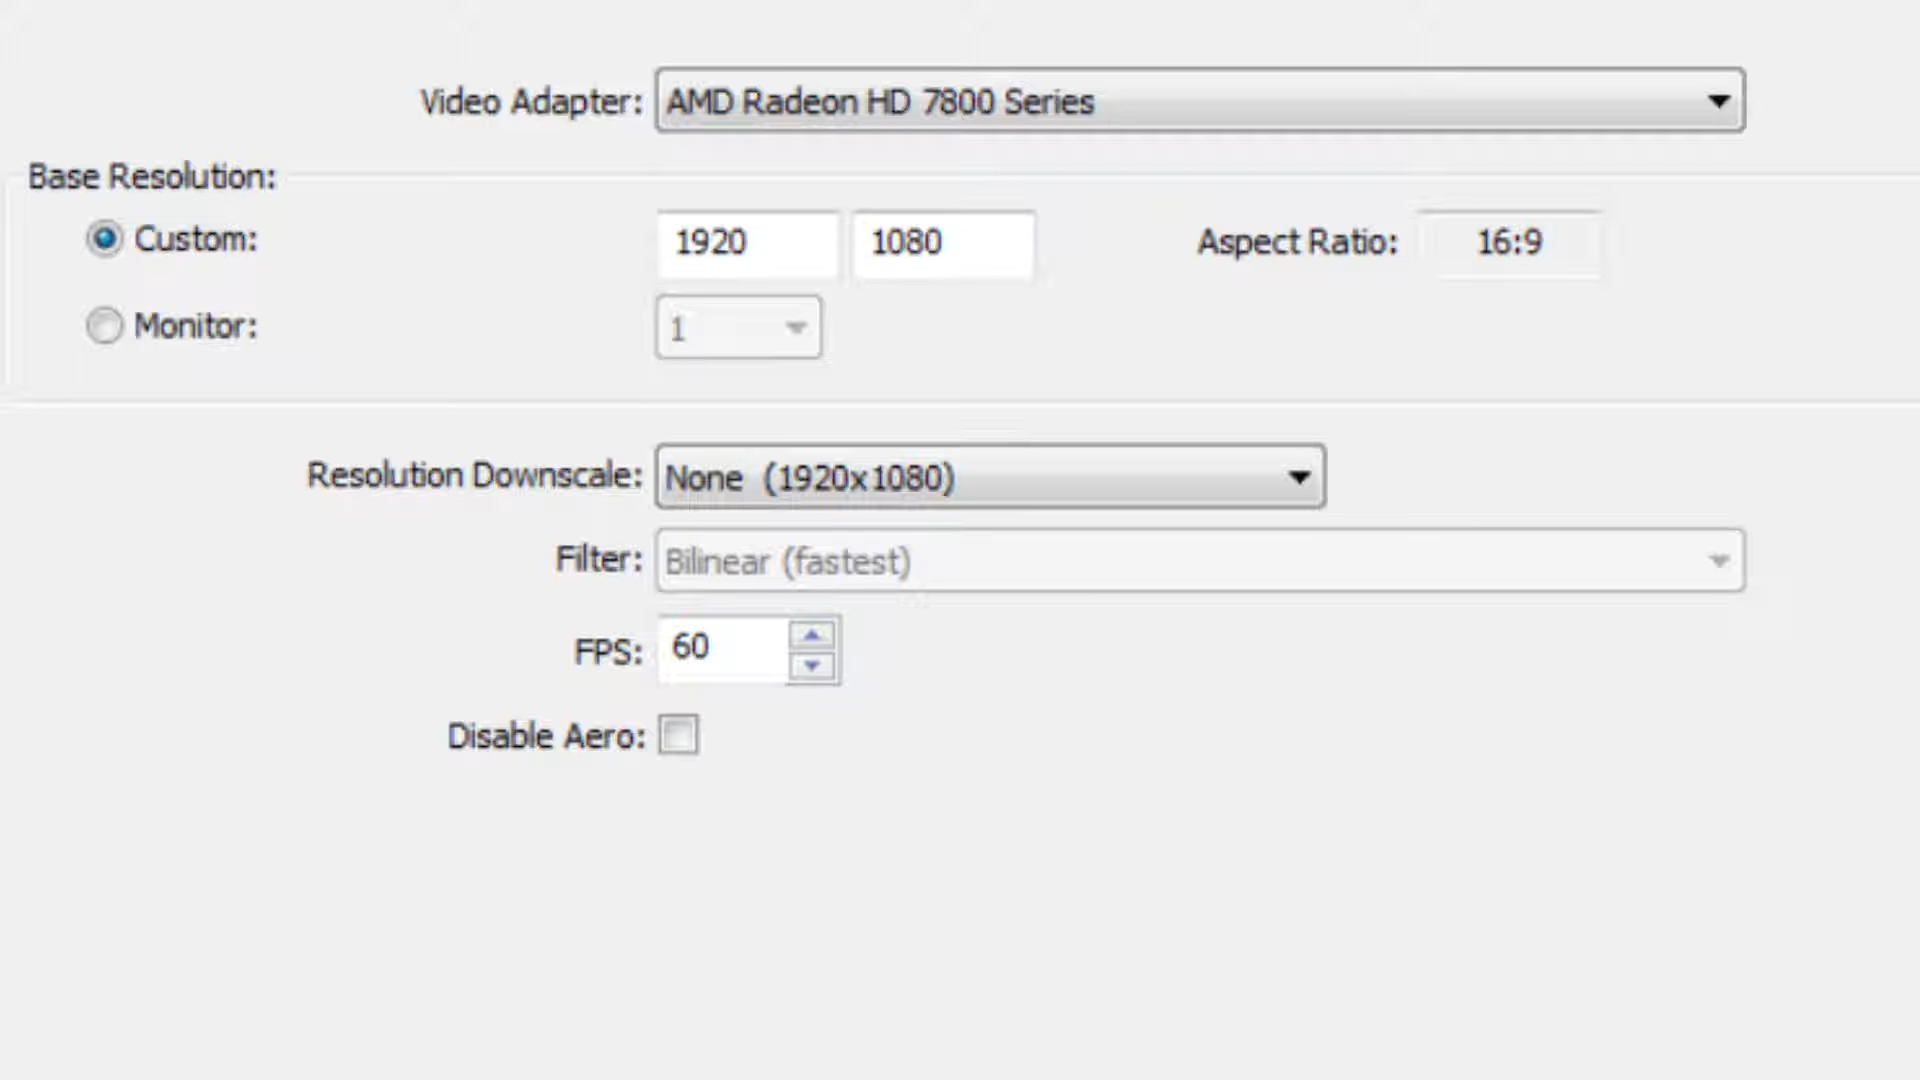 Video Adapter: AMD Radeon HD 7800 Series
Base Resolution:
Custom: 1920 1080 Aspect Ratio: 16:9
Monitor: 1
Resolution Downscale: None (1920x1080)
Filter: Bilinear (fastest)
FPS: 60
Disable Aero: